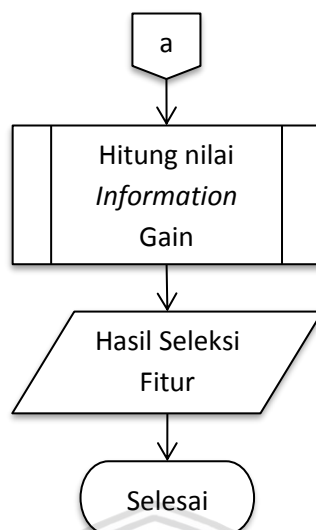 a
Hitung nilai
Information
Gain
Hasil Seleksi
Fitur
Selesai